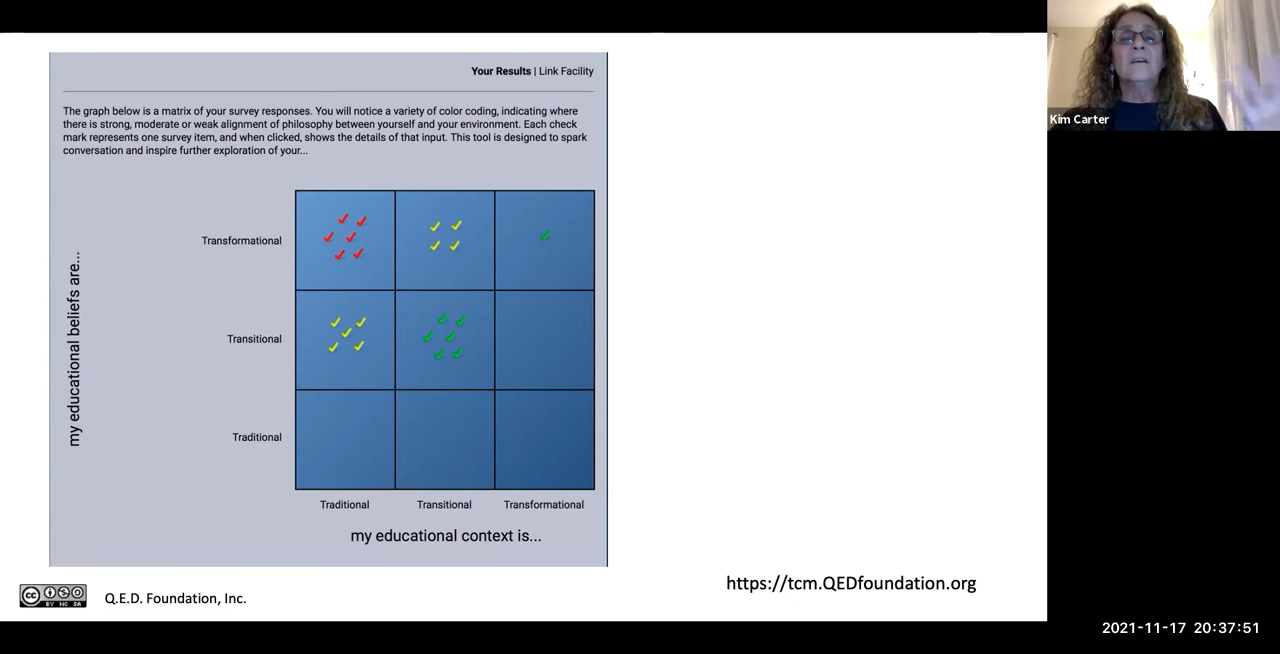 Your Results | Link Facility
The graph below is a matrix of your survey responses. You will notice a variety of color coding, indicating where
there is strong, moderate or weak alignment of philosophy between yourself and your environment. Each check
mark represents one survey item, and when clicked, shows the details of that input. This tool is designed to spark
conversation and inspire further exploration of your...
my educational beliefs are...
Transformational
Transitional
Traditional
Traditional Transitional Transformational
my educational context is...
cc BY NC SA
Q.E.D. Foundation, Inc.
https://tcm.QEDfoundation.org
Kim Carter
2021-11-17 20:37:51